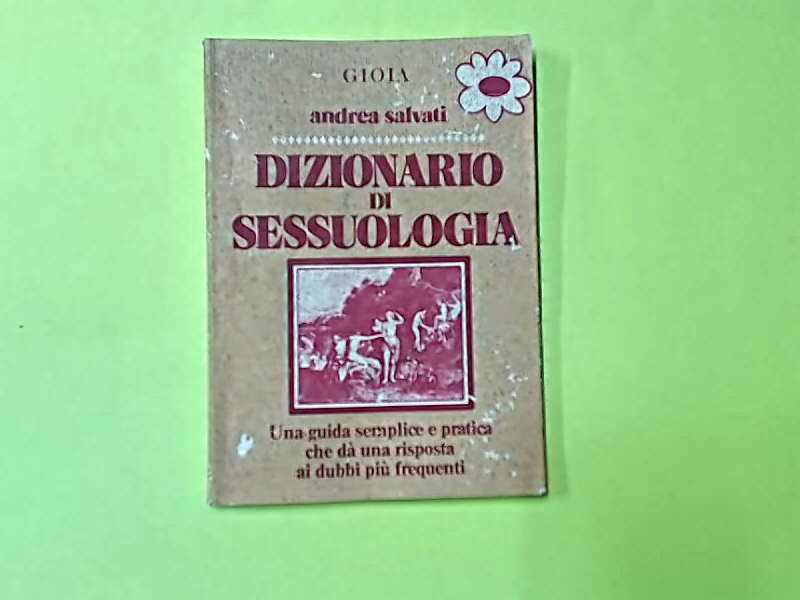 GIOIA
andrea salvati
DIZIONARIO
DI
SESSUOLOGIA
Una guida semplice e pratica
che dà una risposta
ai dubbi più frequenti